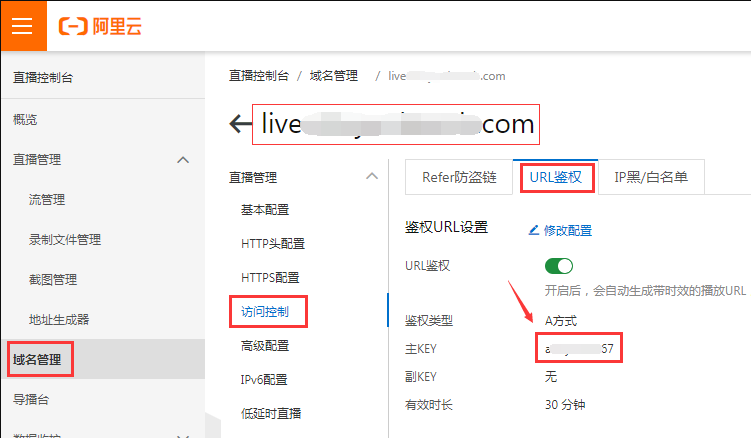 阿里云
直播控制台
概览
直播管理
流管理
录制文件管理
截图管理
地址生成器
域名管理
导播台
直播控制台 / 域名管理 / live .com
live .com
直播管理
基本配置
HTTP头配置
HTTPS配置
访问控制
高级配置
IPv6配置
低延时直播
Refer防盗链 URL鉴权 IP黑/白名单
鉴权URL设置 修改配置
URL鉴权
开启后，会自动生成带时效的播放URL
鉴权类型 A方式
主KEY a 67
副KEY 无
有效时长 30 分钟